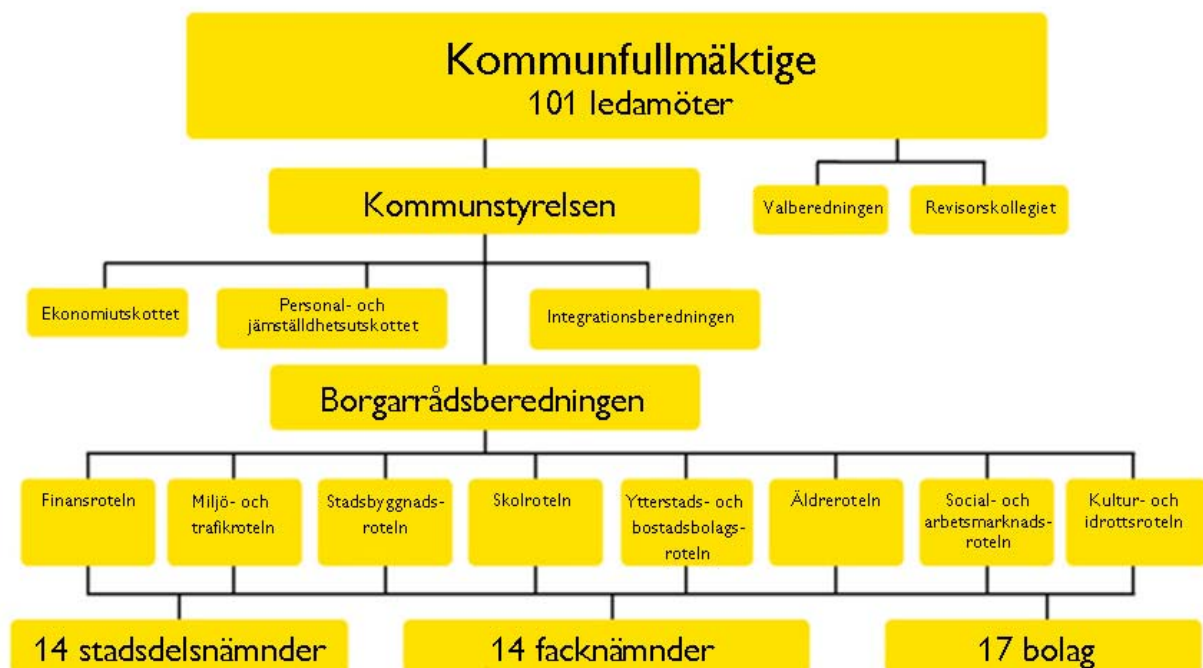 Kommunfullmäktige
101 ledamöter
Kommunstyrelsen
Valberedningen
Revisorskollegiet
Ekonomiutskottet
Personal- och
jämställdhetsutskottet
Integrationsberedningen
Borgarrådsberedningen
Finansroteln
Miljö- och
trafikroteln
Stadsbyggnads-
roteln
Skolroteln
Ytterstads- och
bostadsbolags-
roteln
Äldreroteln
Social- och
arbetsmarknads-
roteln
Kultur- och
idrottsroteln
14 stadsdelsnämnder
14 facknämnder
17 bolag